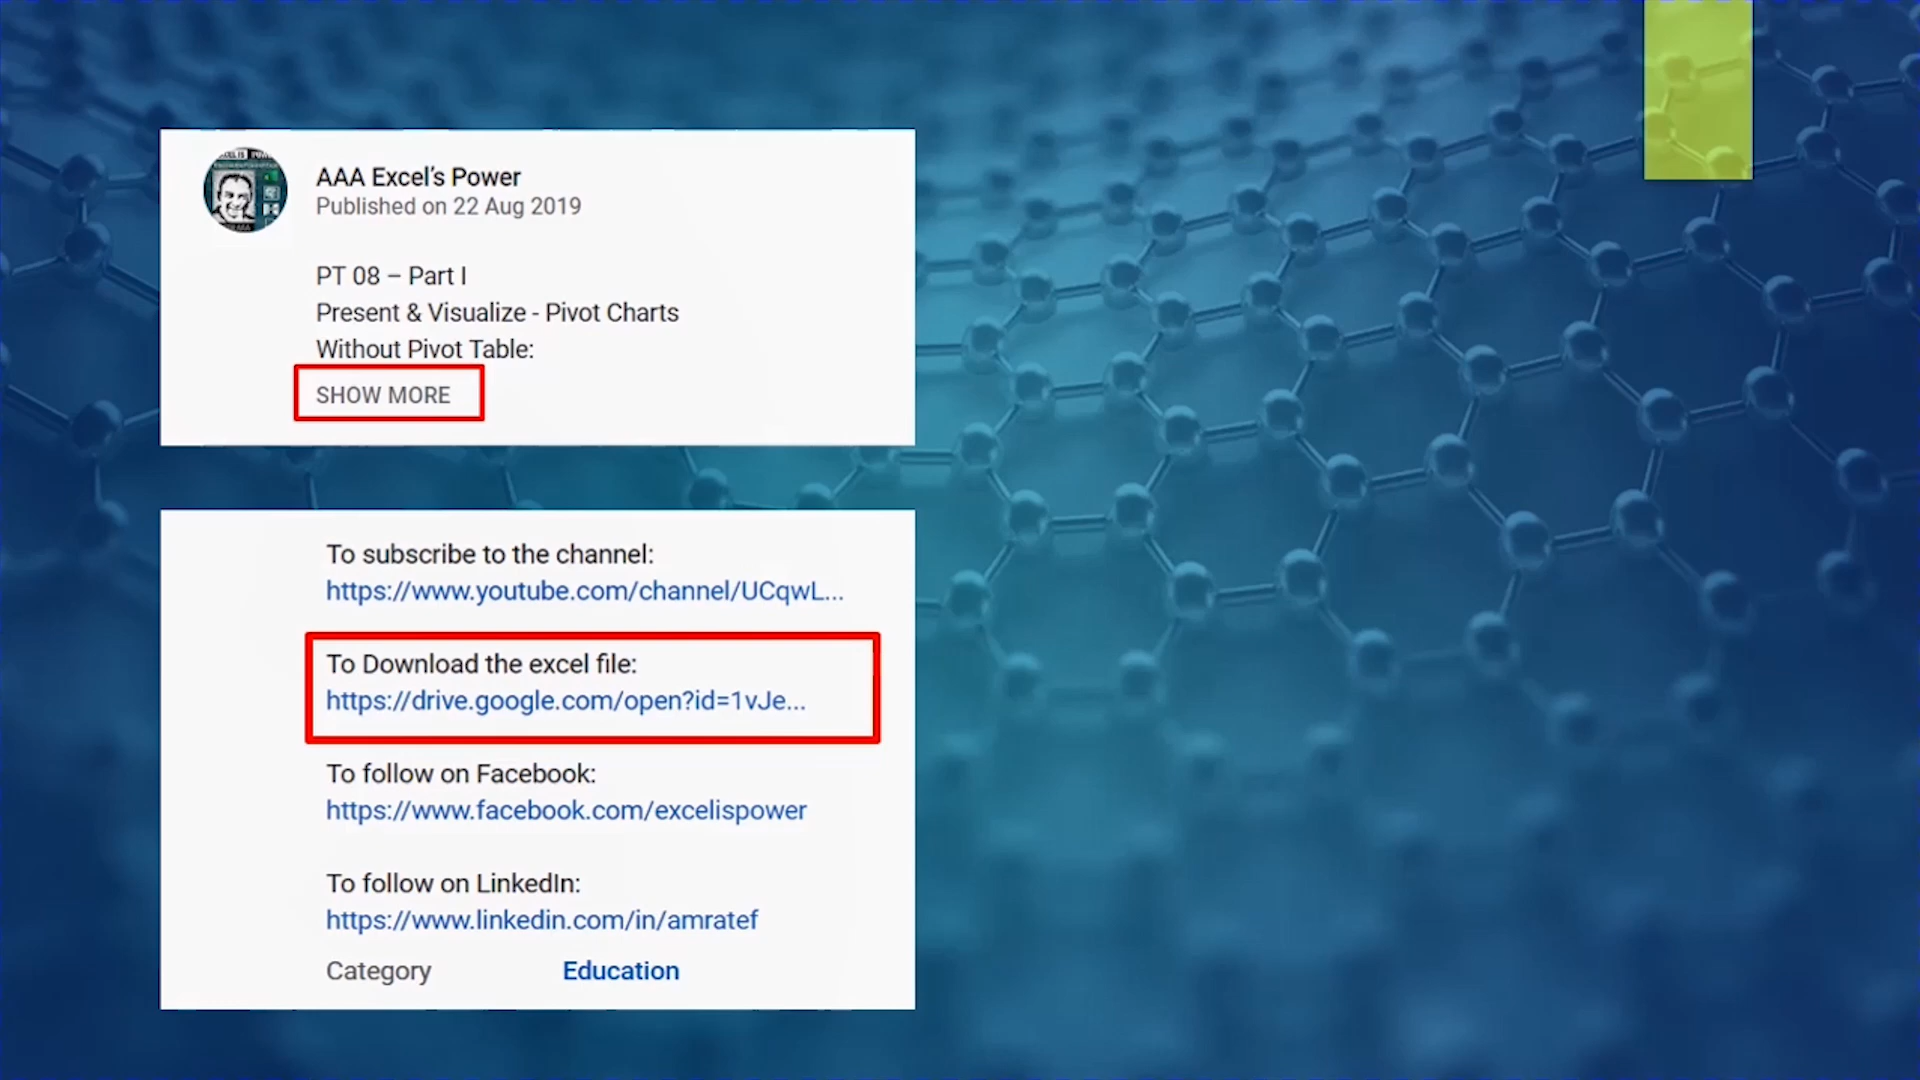 AAA Excel's Power
Published on 22 Aug 2019
PT 08 – Part I
Present & Visualize - Pivot Charts
Without Pivot Table:
SHOW MORE
To subscribe to the channel:
https://www.youtube.com/channel/UCqwL...
To Download the excel file:
https://drive.google.com/open?id=1vJe...
To follow on Facebook:
https://www.facebook.com/excelispower
To follow on LinkedIn:
https://www.linkedin.com/in/amratef
Category Education